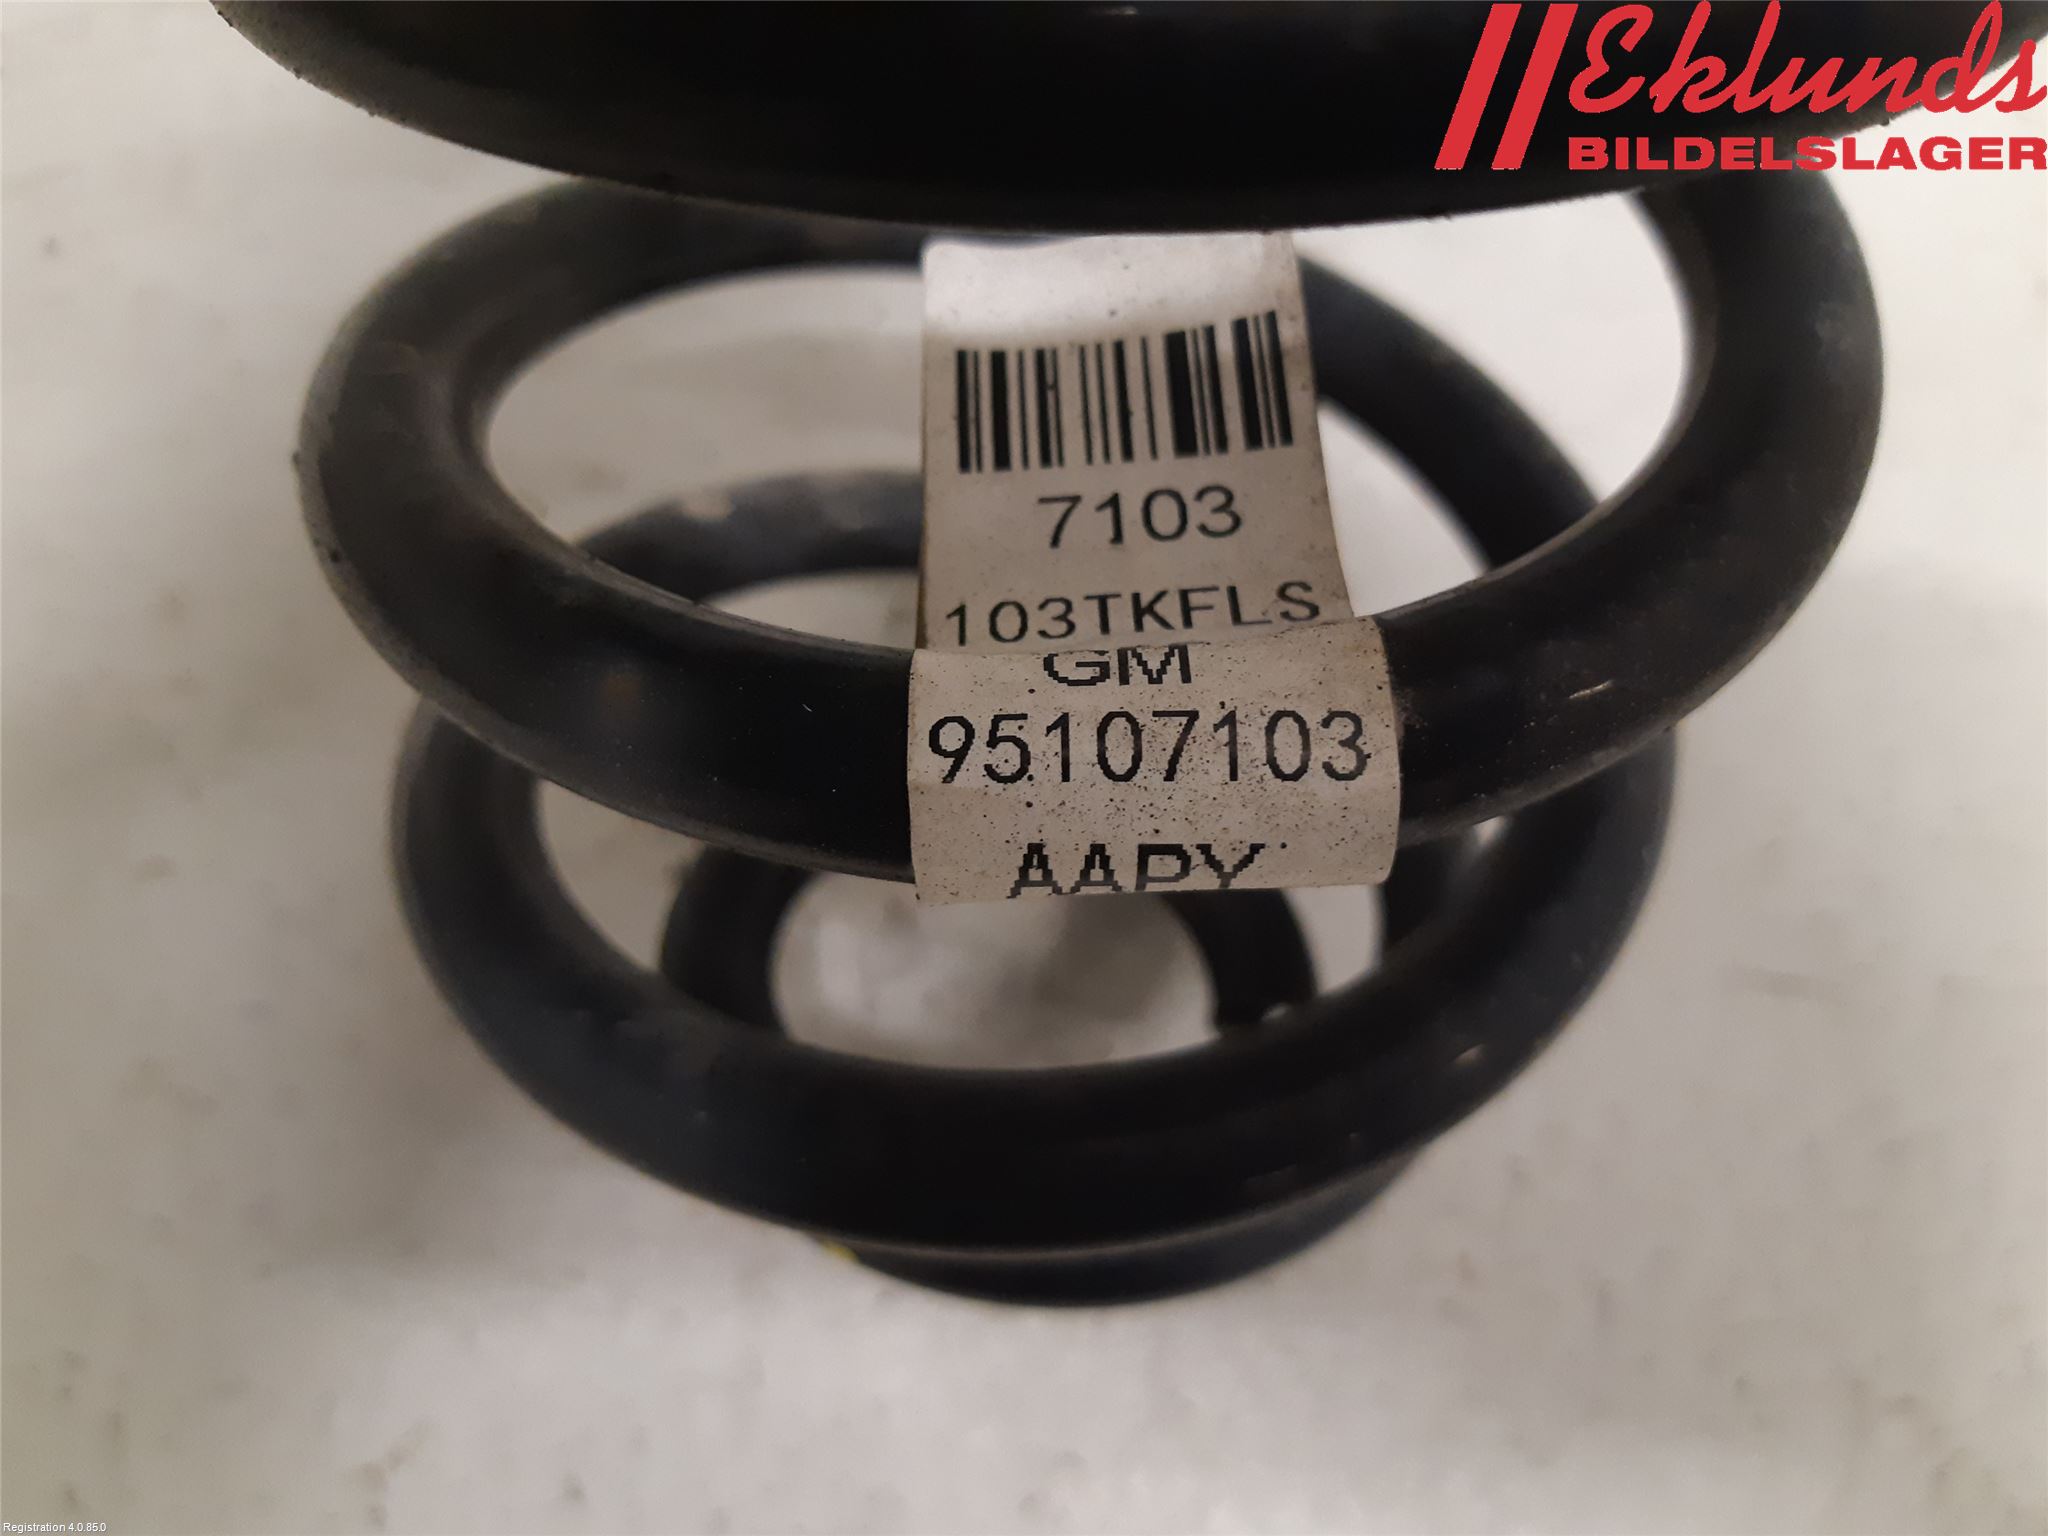 Eklunds
BILDELSLAGER
7103
103TKFLS
GM
95107103
AAPY
Registration 4.0.85.0